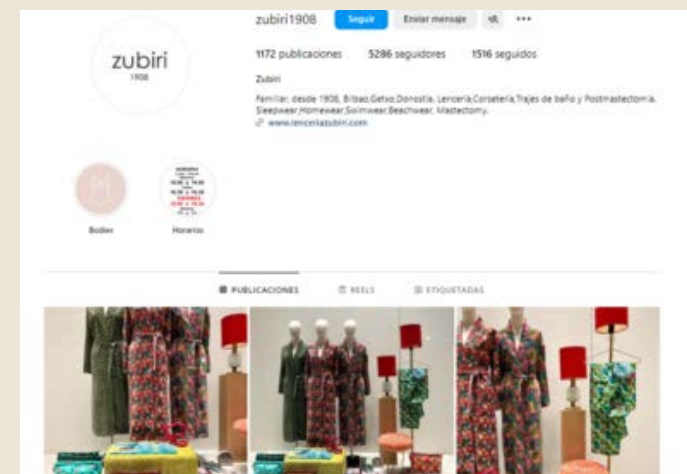 zubiri1908 Seguir Enviar mensaje
zubiri
1908
1172 publicaciones 5286 seguidores 1516 seguidos
Zubiri
Familiar, desde 1908, Bilbao,Getxo,Donostia, Lencería,Corsetería,Trajes de baño y Postmastectomía.
Sleepwear,Homewear,Swimwear,Beachwear, Mastectomy.
www.lenceriazubiri.com
Bodies Horarios
PUBLICACIONES REELS ETIQUETADAS